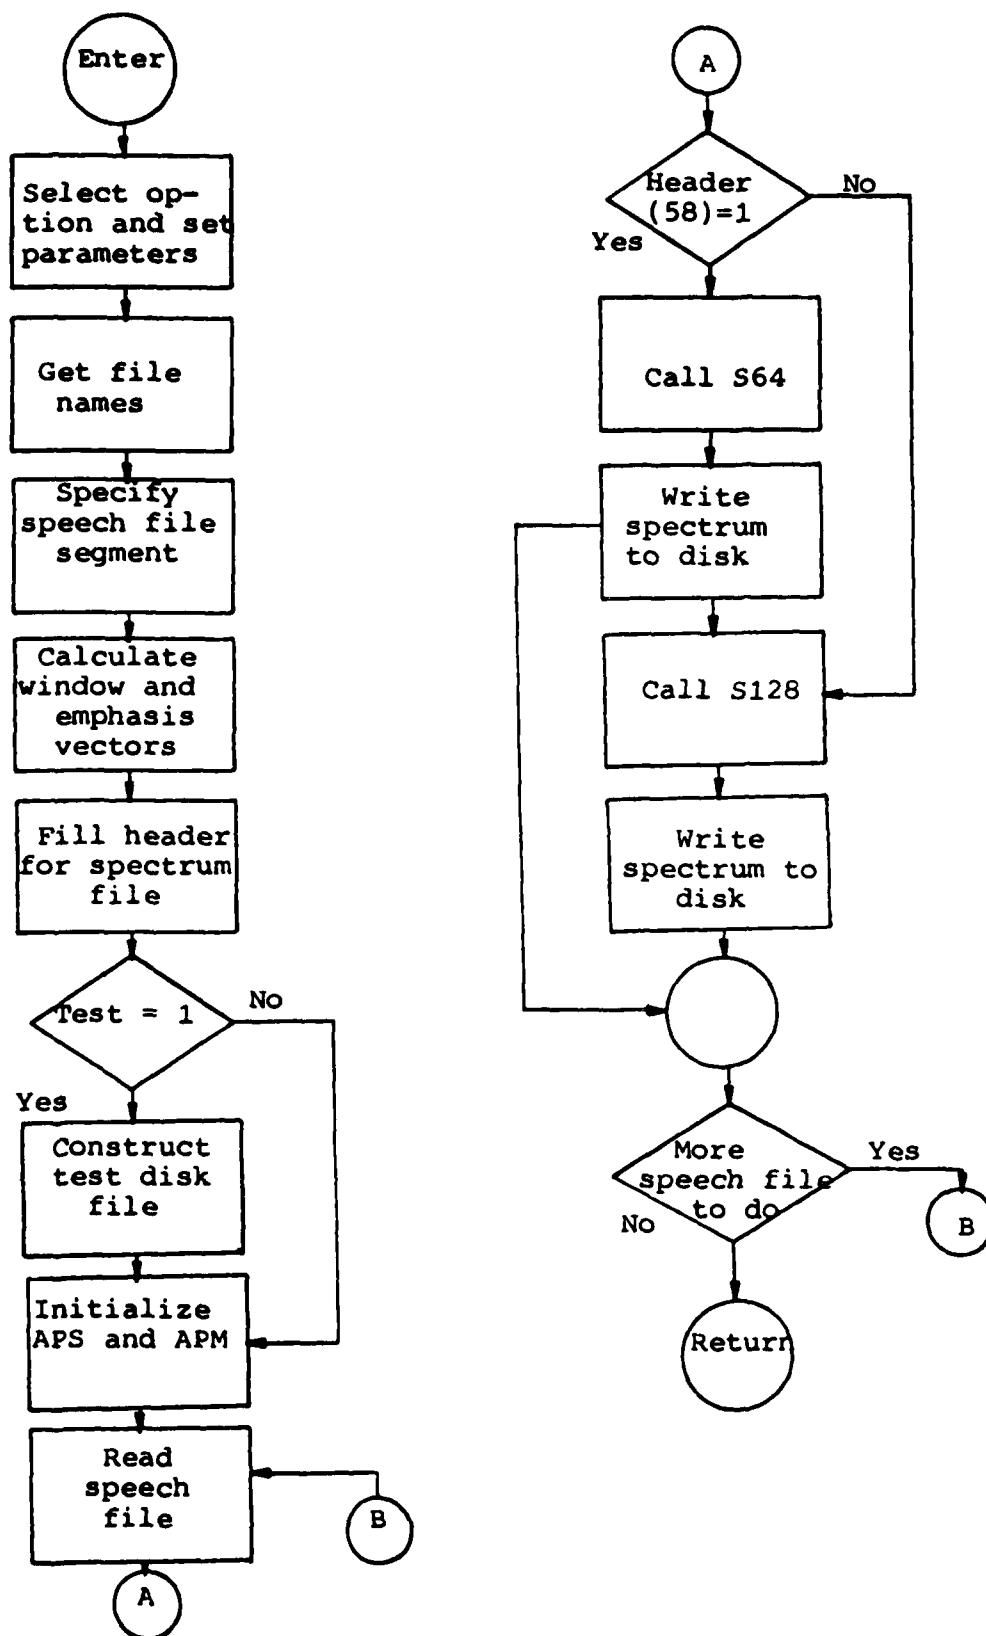 Enter
Select op-
tion and set
parameters
Get file
names
Specify
speech file
segment
Calculate
window and
emphasis
vectors
Fill header
for spectrum
file
Test = 1
No
Yes
Construct
test disk
file
Initialize
APS and APM
Read
speech
file
B
A
A
Header
(58)=1
No
Yes
Call S64
Write
spectrum
to disk
Call S128
Write
spectrum to
disk
More
speech file
to do
Yes
No
B
Return